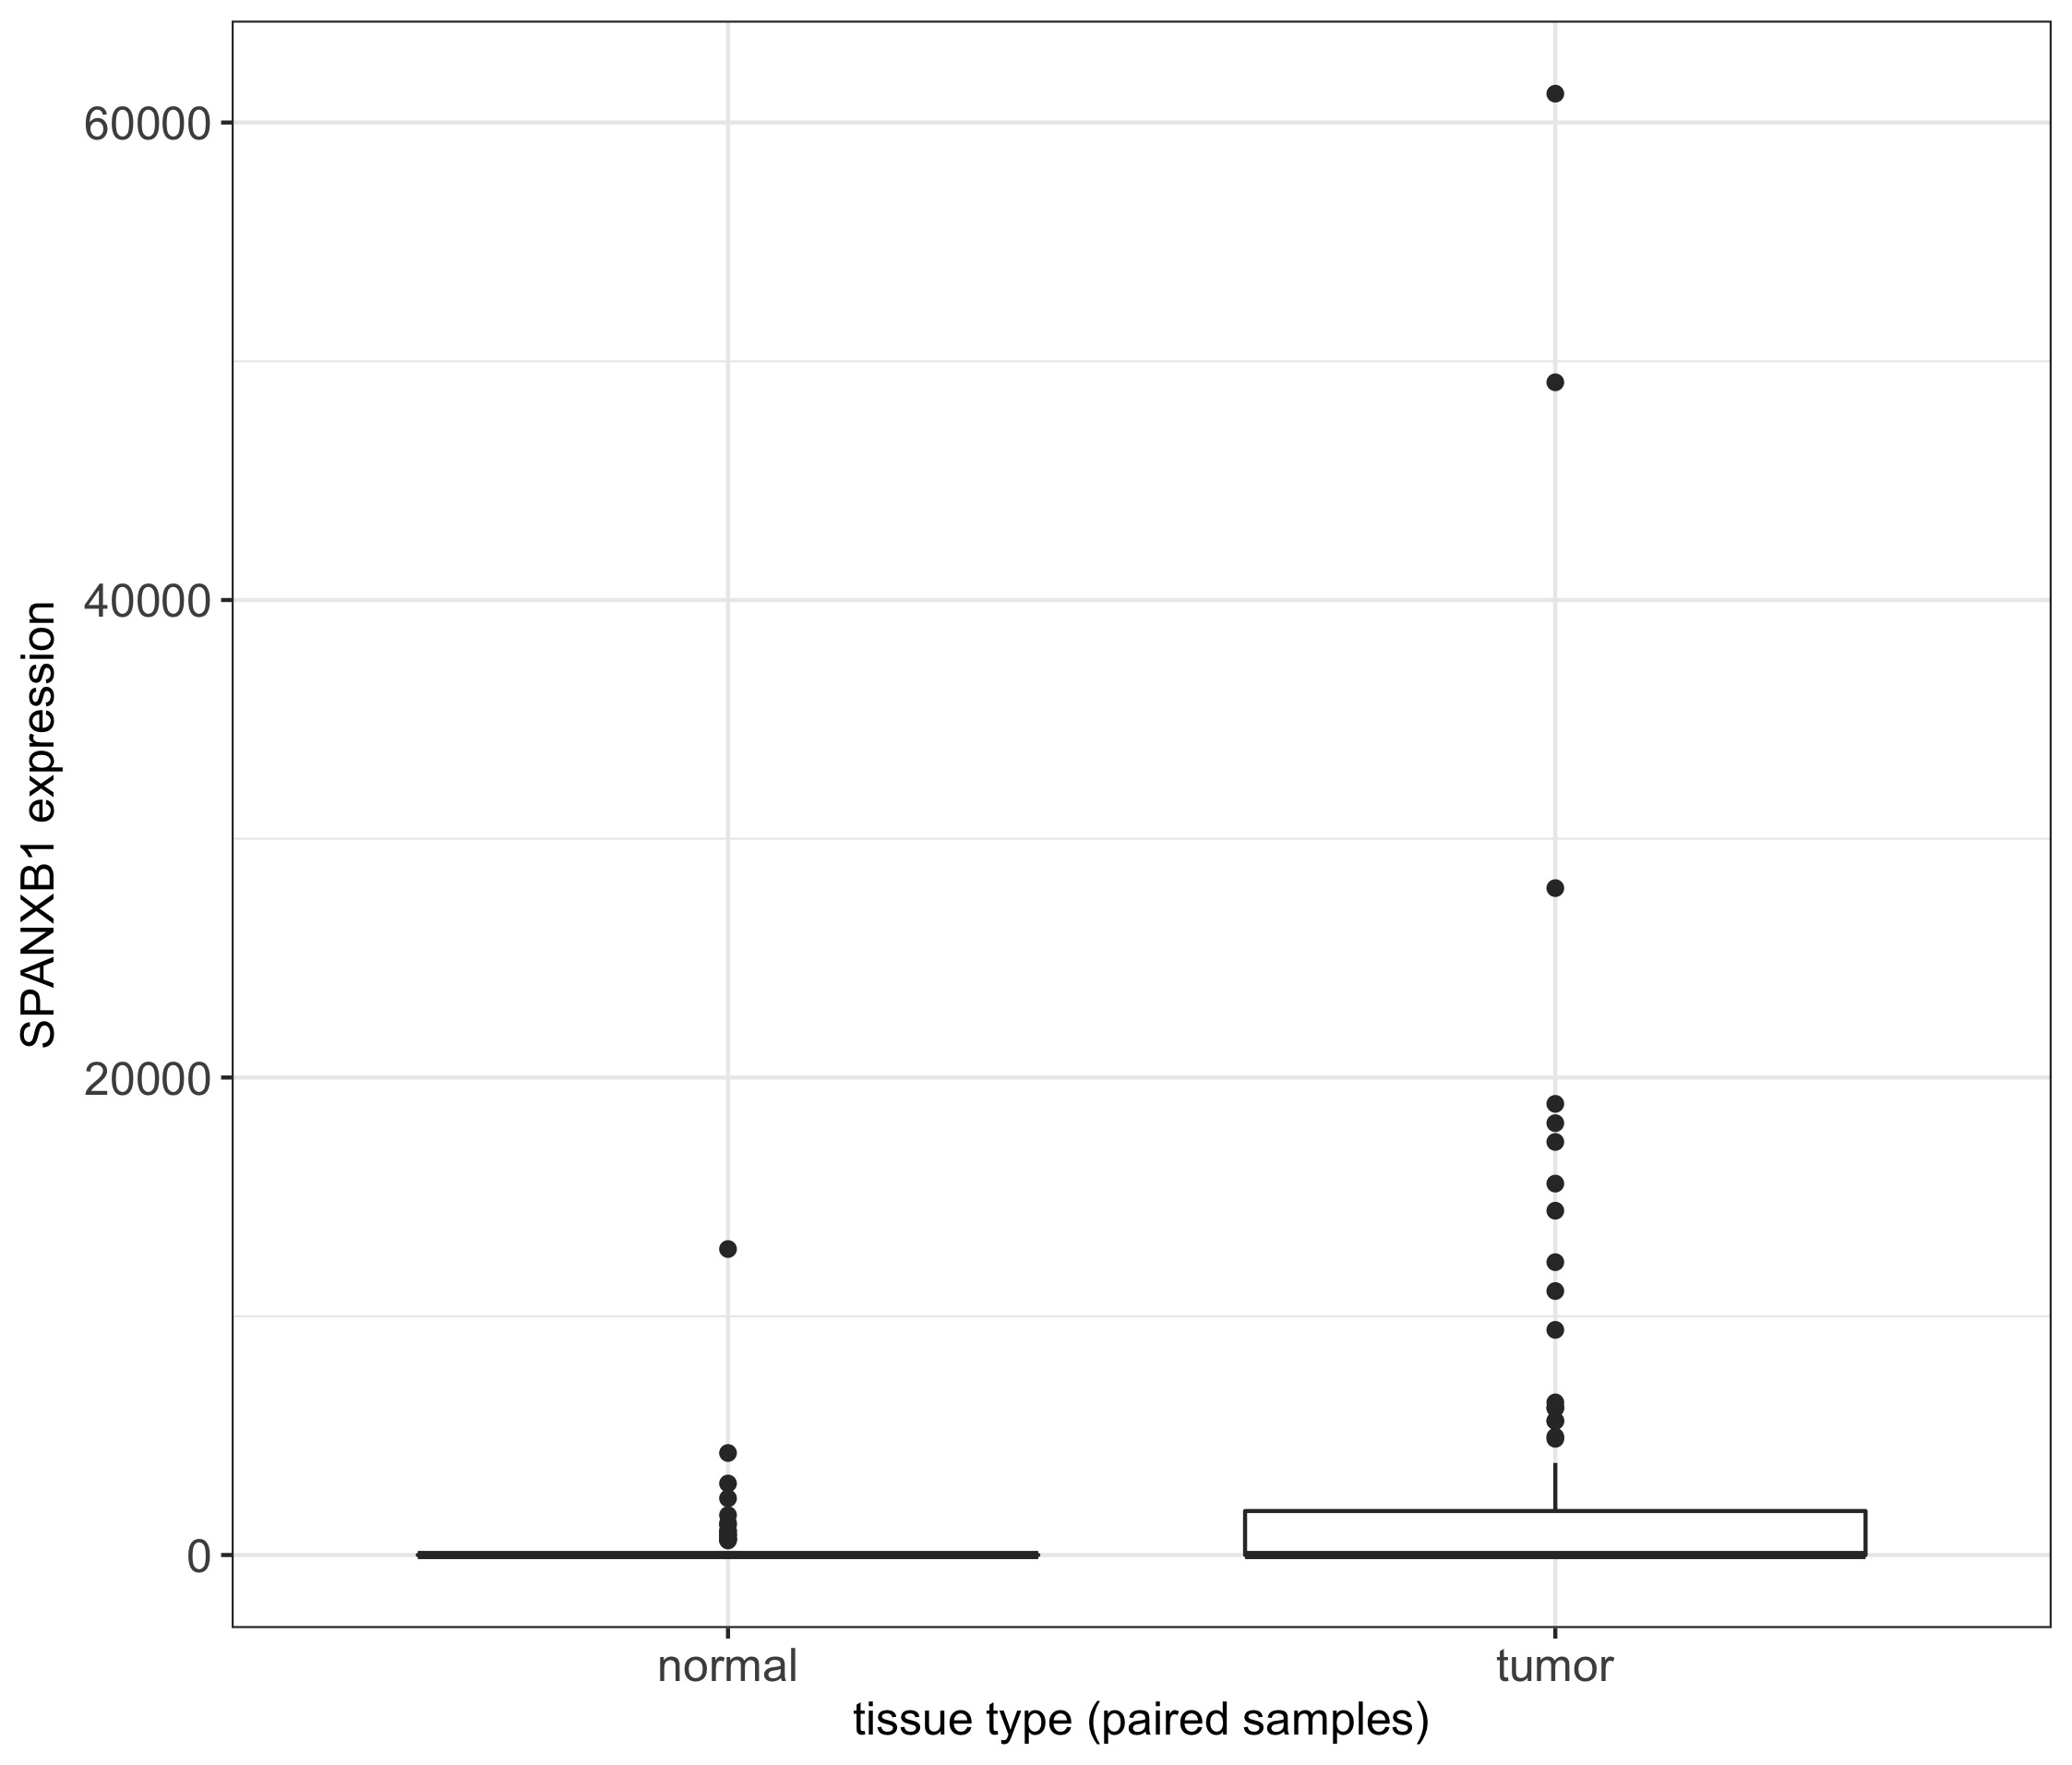 60000
40000
20000
0
SPANXB1 expression
normal tumor
tissue type (paired samples)